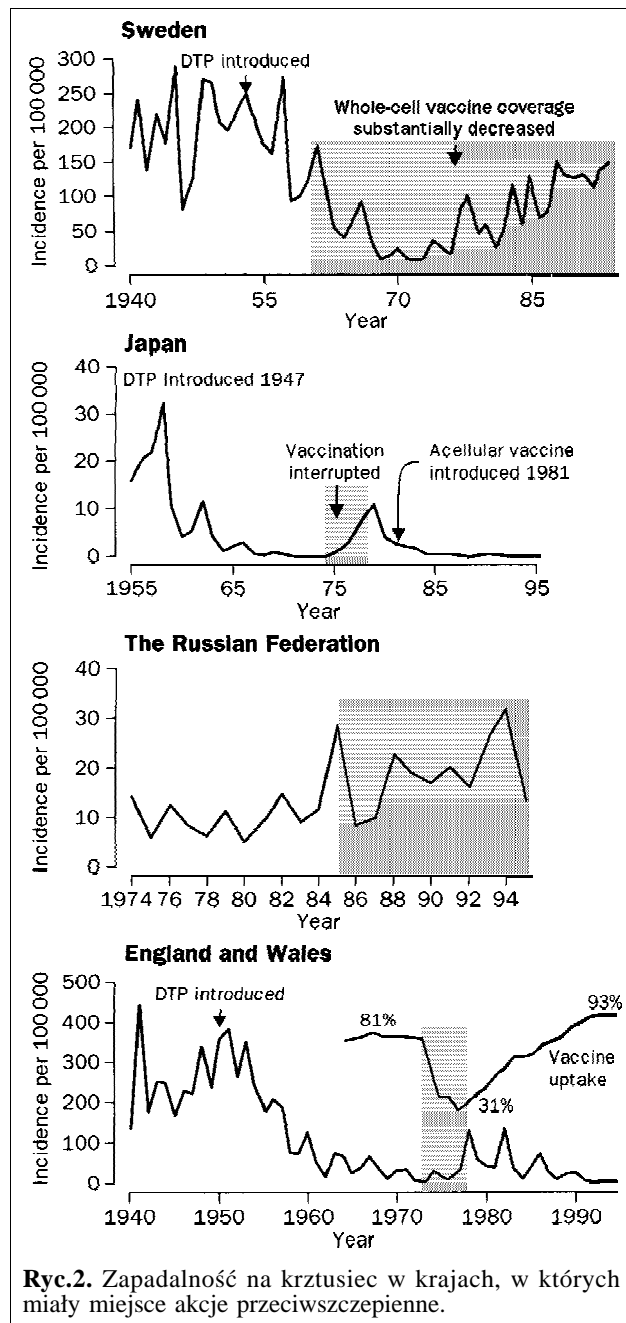 Sweden
DTP introduced
Whole-cell vaccine coverage
substantially decreased
Incidence per 100 000
300
250
200
150
100
50
0
1940 55 70 85
Year
Japan
DTP Introduced 1947
Vaccination
interrupted
Acellular vaccine
introduced 1981
Incidence per 100 000
40
30
20
10
0
1955 65 75 85 95
Year
The Russian Federation
Incidence per 100 000
40
30
20
10
0
1974 76 78 80 82 84 86 88 90 92 94
Year
England and Wales
DTP introduced
81%
31%
93%
Vaccine
uptake
Incidence per 100 000
500
400
300
200
100
0
1940 1950 1960 1970 1980 1990
Year
Ryc.2. Zapadalność na krztusiec w krajach, w których
miały miejsce akcje przeciwszczepienne.